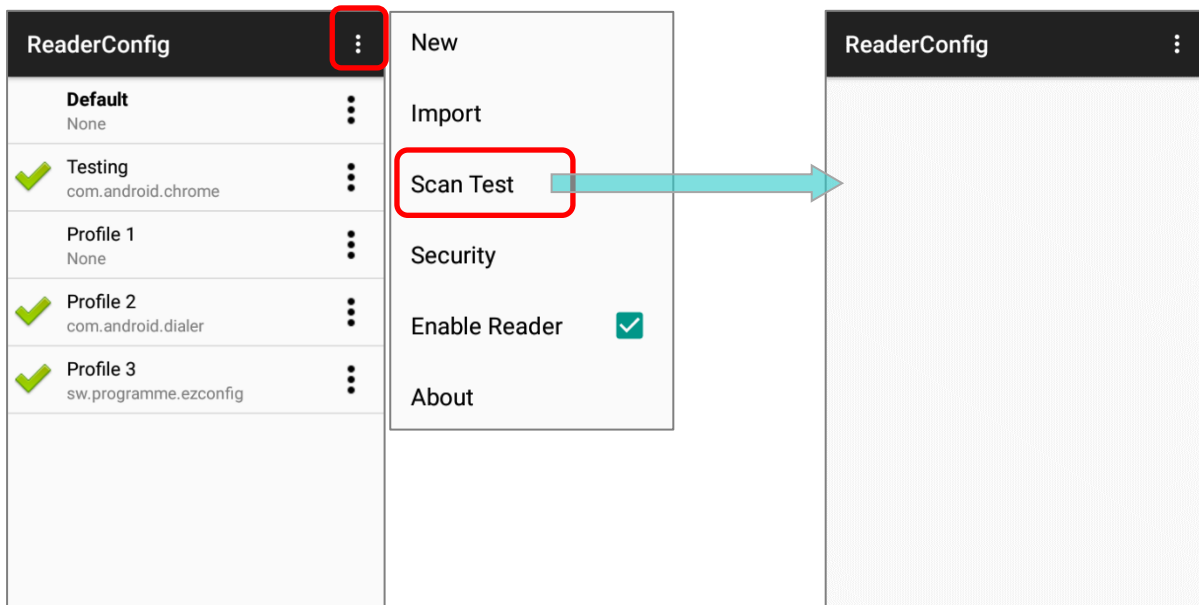 ReaderConfig
Default
None
Testing
com.android.chrome
Profile 1
None
Profile 2
com.android.dialer
Profile 3
sw.programme.ezconfig
New
Import
Scan Test
Security
Enable Reader
About
ReaderConfig